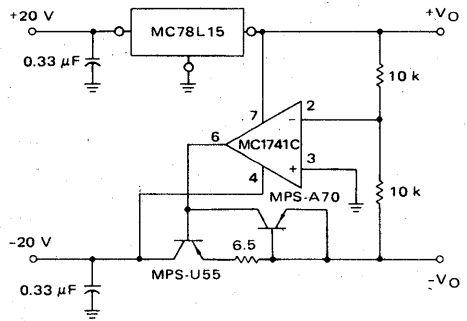 +20 V
MC78L15
+VO
0.33 µF
10 k
7
2
6
MC1741C
−
+
3
4
MPS-A70
10k
-20 V
6.5
MPS-U55
0.33 µF
-VO